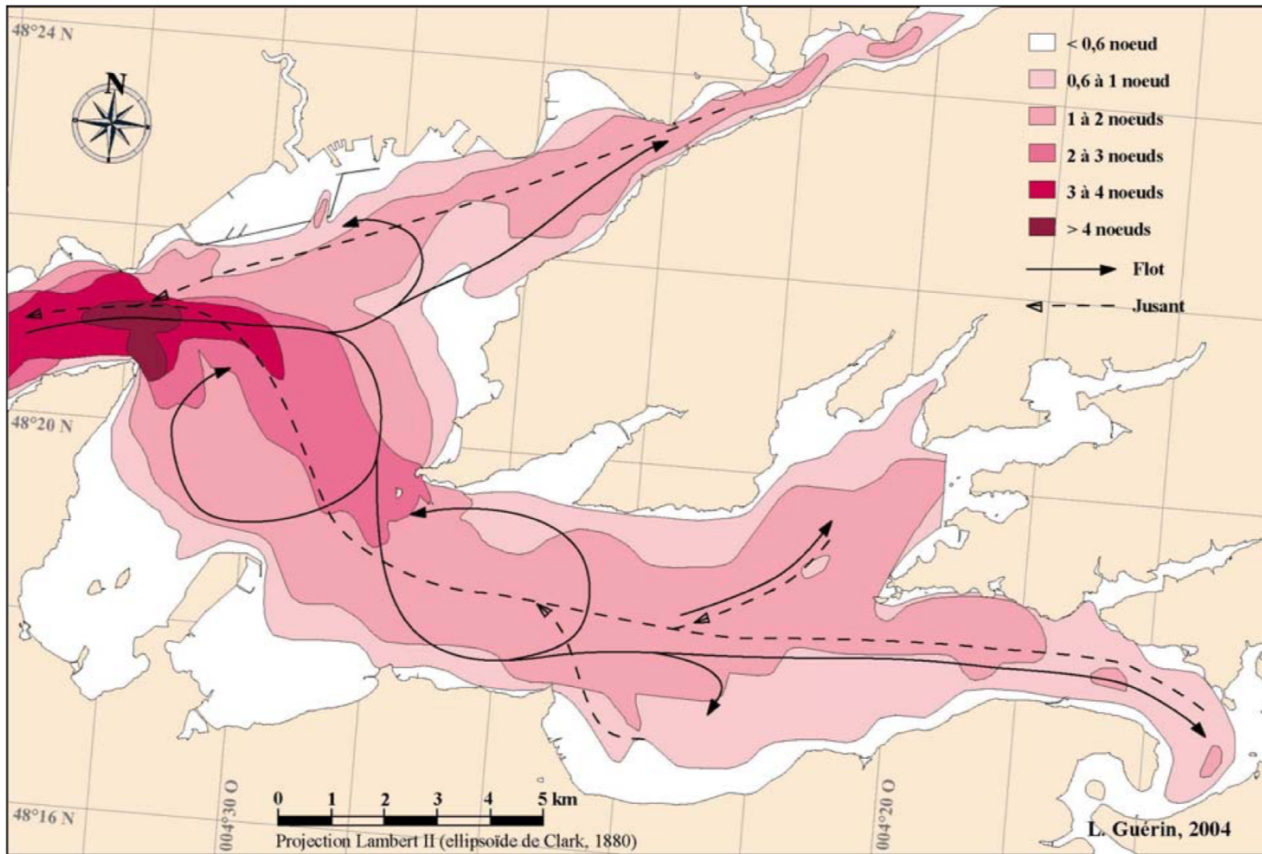 48°24 N
N
< 0,6 noeud
0,6 à 1 noeud
1 à 2 noeuds
2 à 3 noeuds
3 à 4 noeuds
> 4 noeuds
Flot
Jusant
48°20 N
48°16 N
004°30 O
004°20 O
0 1 2 3 4 5 km
Projection Lambert II (ellipsoïde de Clark, 1880)
L. Guérin, 2004